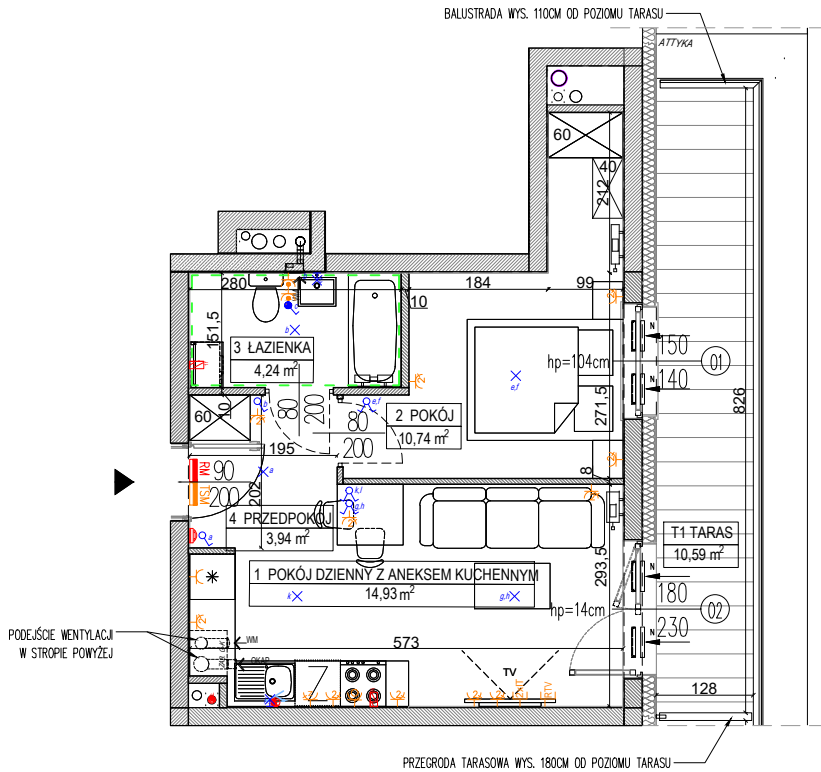 BALUSTRADA WYS. 110CM OD POZIOMU TARASU
ATTYKA
60
40
212
280
184
99
10
151,5
b
3 ŁAZIENKA
4,24 m²
hp=104cm
e,f
N
150
01
N
140
826
271,5
60
10
b
80
200
e,f
80
200
2 POKÓJ
10,74 m²
195
a
8
RM
90
TSM
200
202
k,l
g,h
4 PRZEDPOKÓJ
3,94 m²
a
T1 TARAS
10,59 m²
293,5
1 POKÓJ DZIENNY Z ANEKSEM KUCHENNYM
14,93 m²
k
g,h
hp=14cm
N
180
02
N
230
PODEJŚCIE WENTYLACJI
W STROPIE POWYŻEJ
WM
OKAP
573
TV
128
PRZEGRODA TARASOWA WYS. 180CM OD POZIOMU TARASU